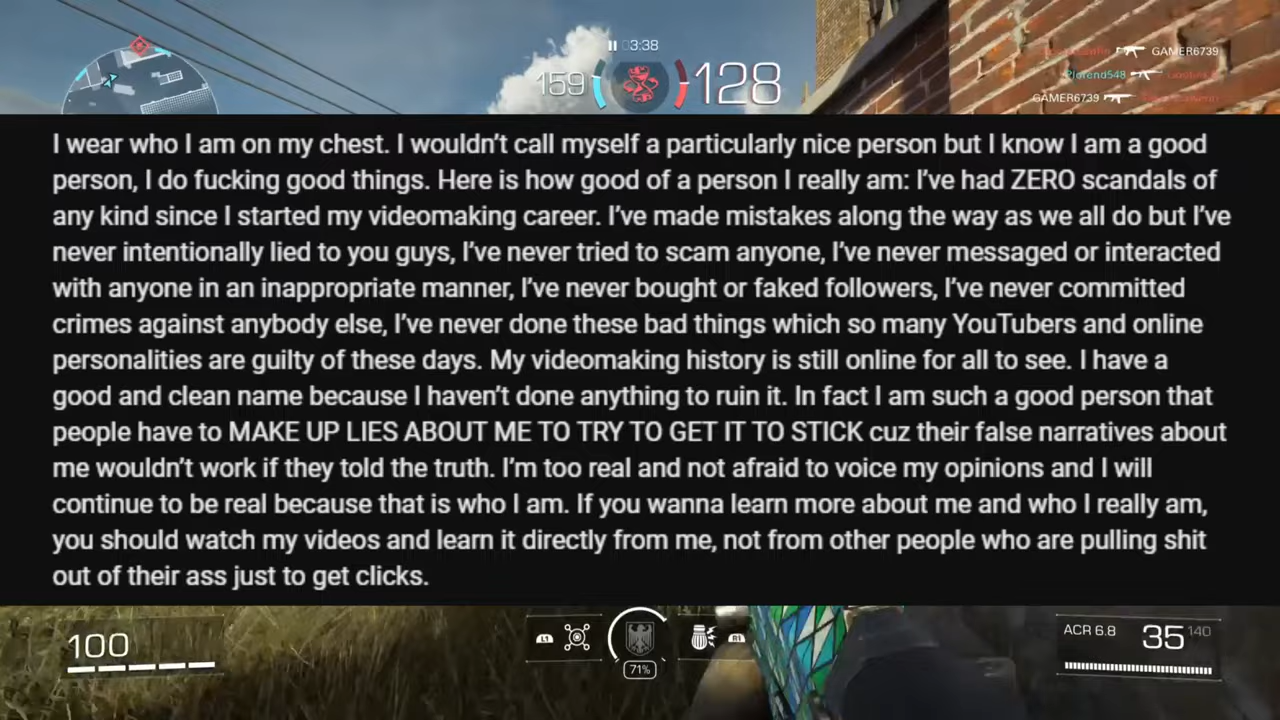 03:38
159
128
GAMER6739
Plorend548
GAMER6739
I wear who I am on my chest. I wouldn’t call myself a particularly nice person but I know I am a good
person, I do fucking good things. Here is how good of a person I really am: I’ve had ZERO scandals of
any kind since I started my videomaking career. I’ve made mistakes along the way as we all do but I’ve
never intentionally lied to you guys, I’ve never tried to scam anyone, I’ve never messaged or interacted
with anyone in an inappropriate manner, I’ve never bought or faked followers, I’ve never committed
crimes against anybody else, I’ve never done these bad things which so many YouTubers and online
personalities are guilty of these days. My videomaking history is still online for all to see. I have a
good and clean name because I haven’t done anything to ruin it. In fact I am such a good person that
people have to MAKE UP LIES ABOUT ME TO TRY TO GET IT TO STICK cuz their false narratives about
me wouldn’t work if they told the truth. I’m too real and not afraid to voice my opinions and I will
continue to be real because that is who I am. If you wanna learn more about me and who I really am,
you should watch my videos and learn it directly from me, not from other people who are pulling shit
out of their ass just to get clicks.
100
L1
R1
71%
ACR 6.8
35
140